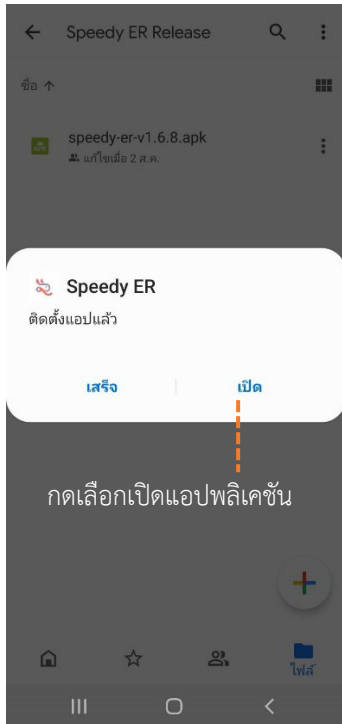 Speedy ER Release
ชื่อ
speedy-er-v1.6.8.apk
แก้ไขเมื่อ 2 ส.ค.
Speedy ER
ติดตั้งแอปแล้ว
เสร็จ
เปิด
กดเลือกเปิดแอปพลิเคชัน
ไฟล์